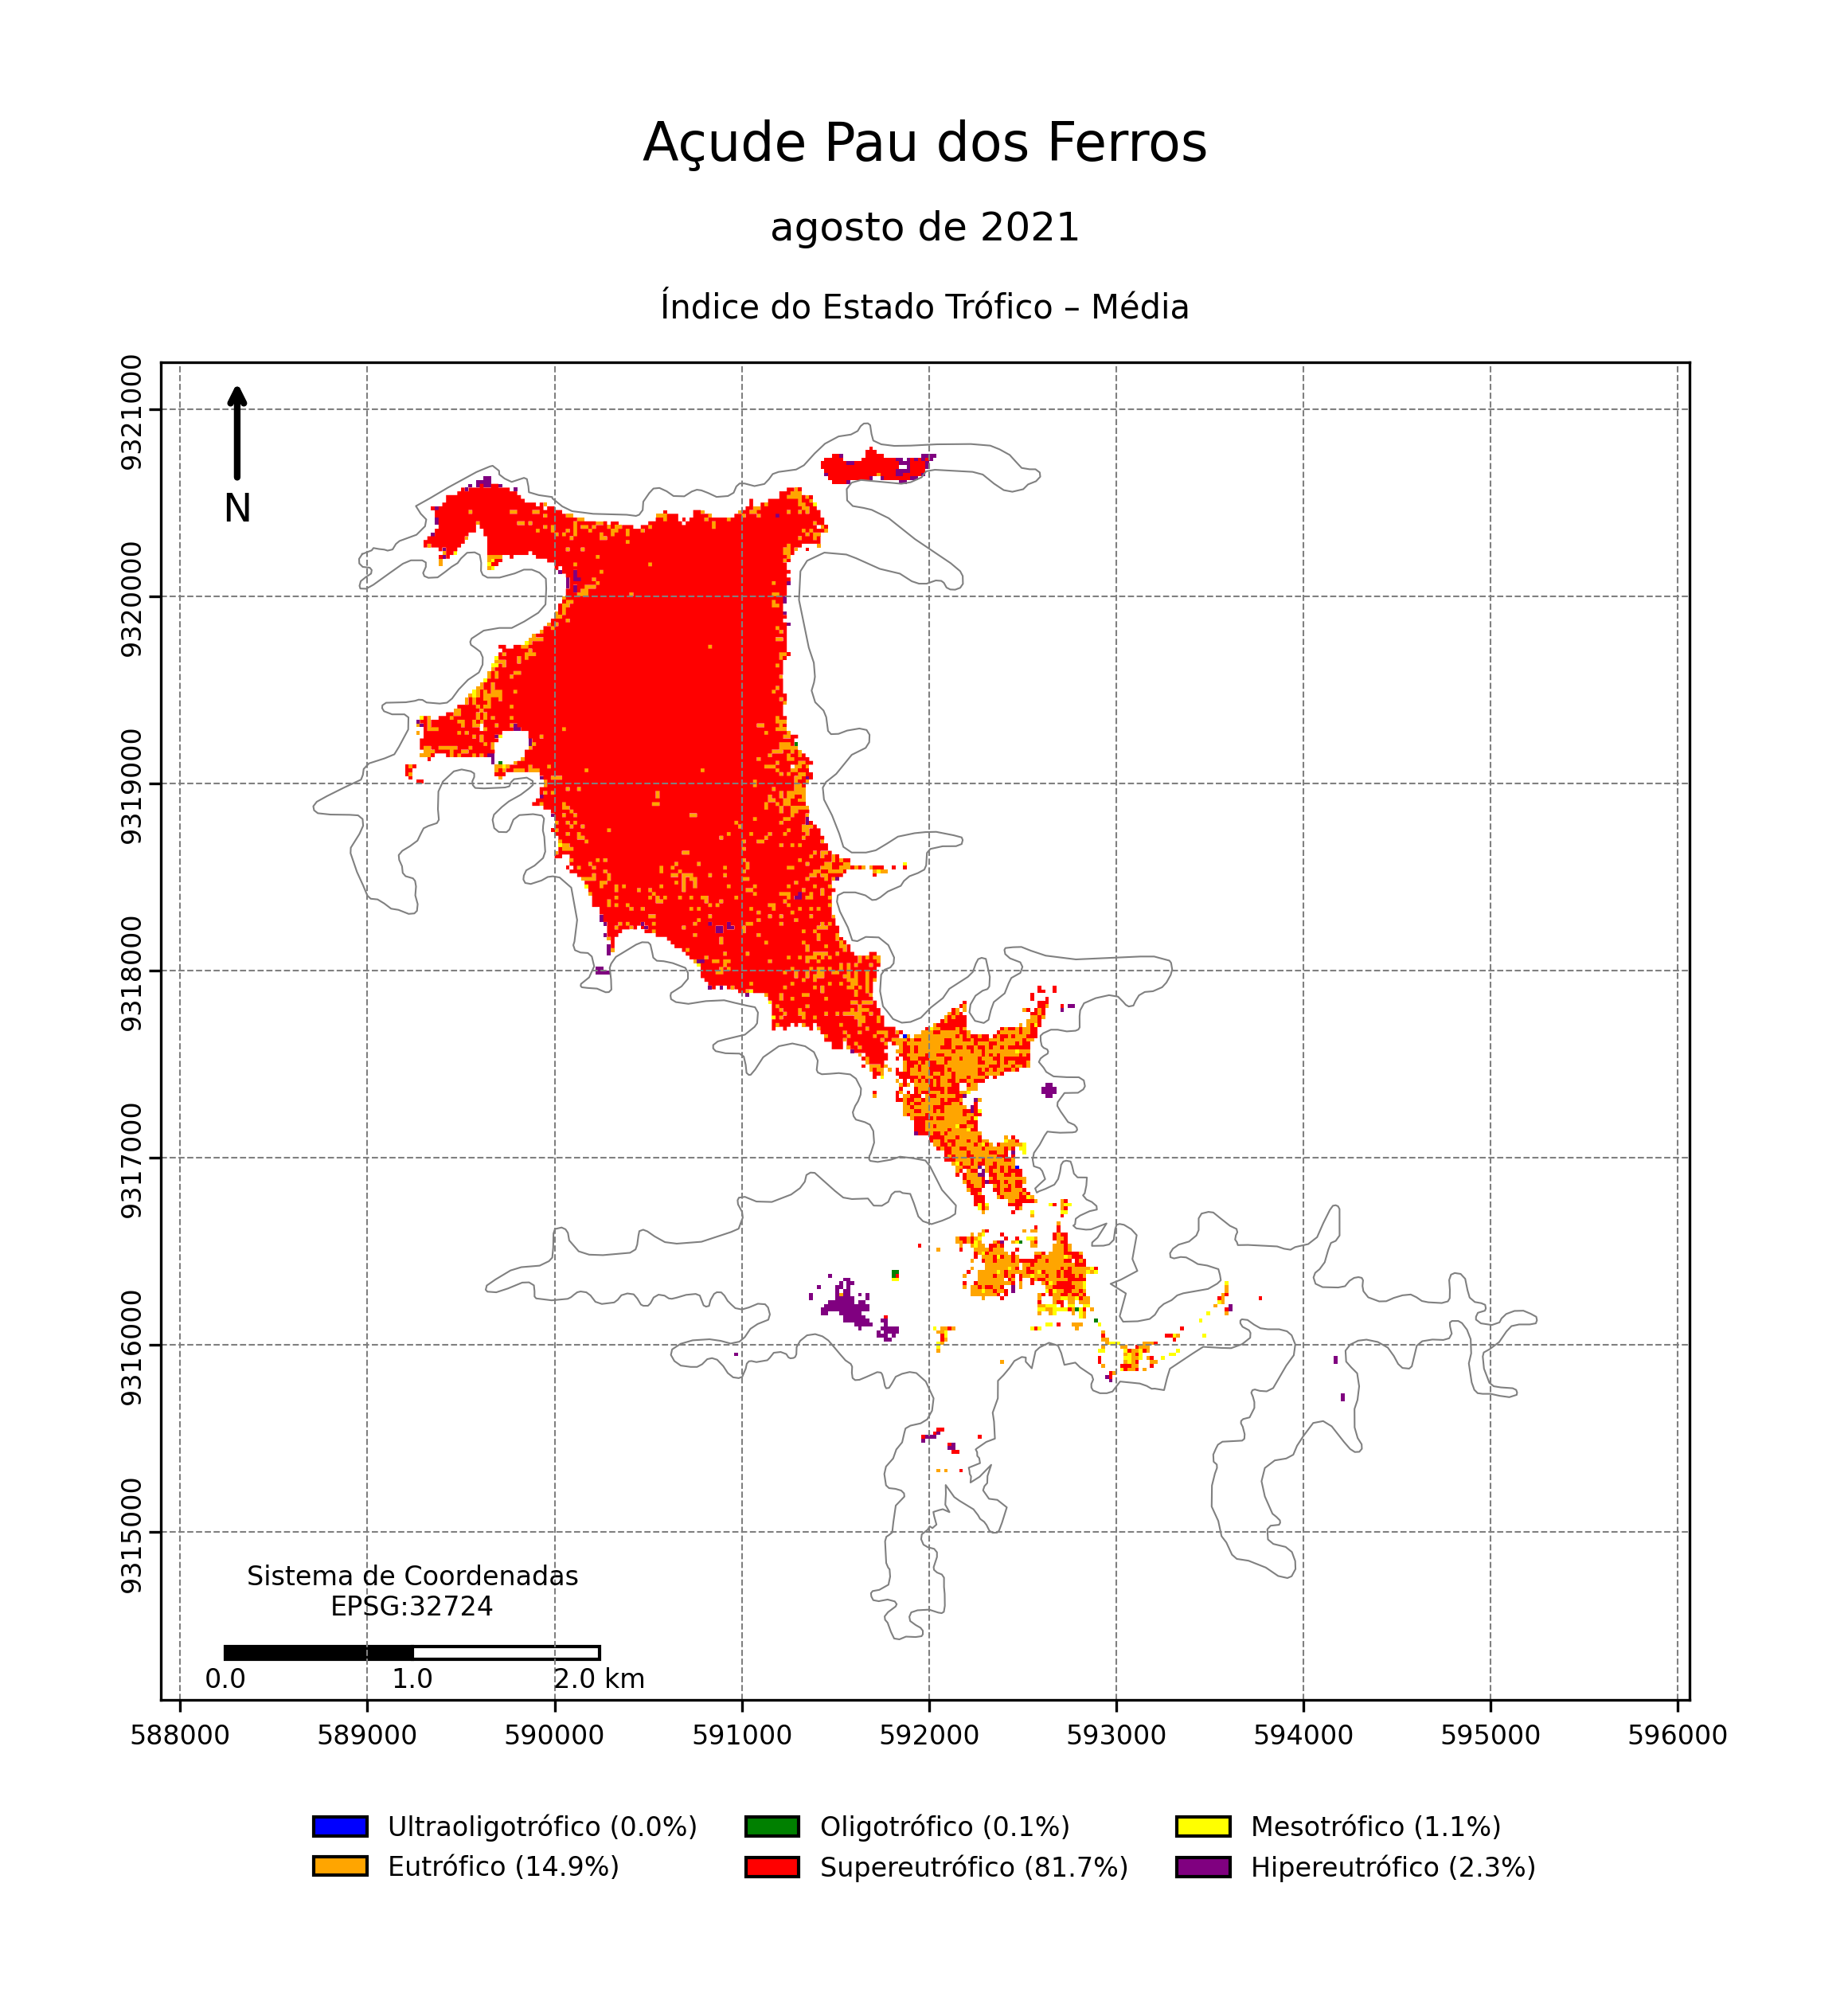 Açude Pau dos Ferros
agosto de 2021
Índice do Estado Trófico – Média
9321000
9320000
9319000
9318000
9317000
9316000
9315000
N
Sistema de Coordenadas
EPSG:32724
0.0 1.0 2.0 km
588000 589000 590000 591000 592000 593000 594000 595000 596000
Ultraoligotrófico (0.0%) Oligotrófico (0.1%) Mesotrófico (1.1%)
Eutrófico (14.9%) Supereutrófico (81.7%) Hipereutrófico (2.3%)